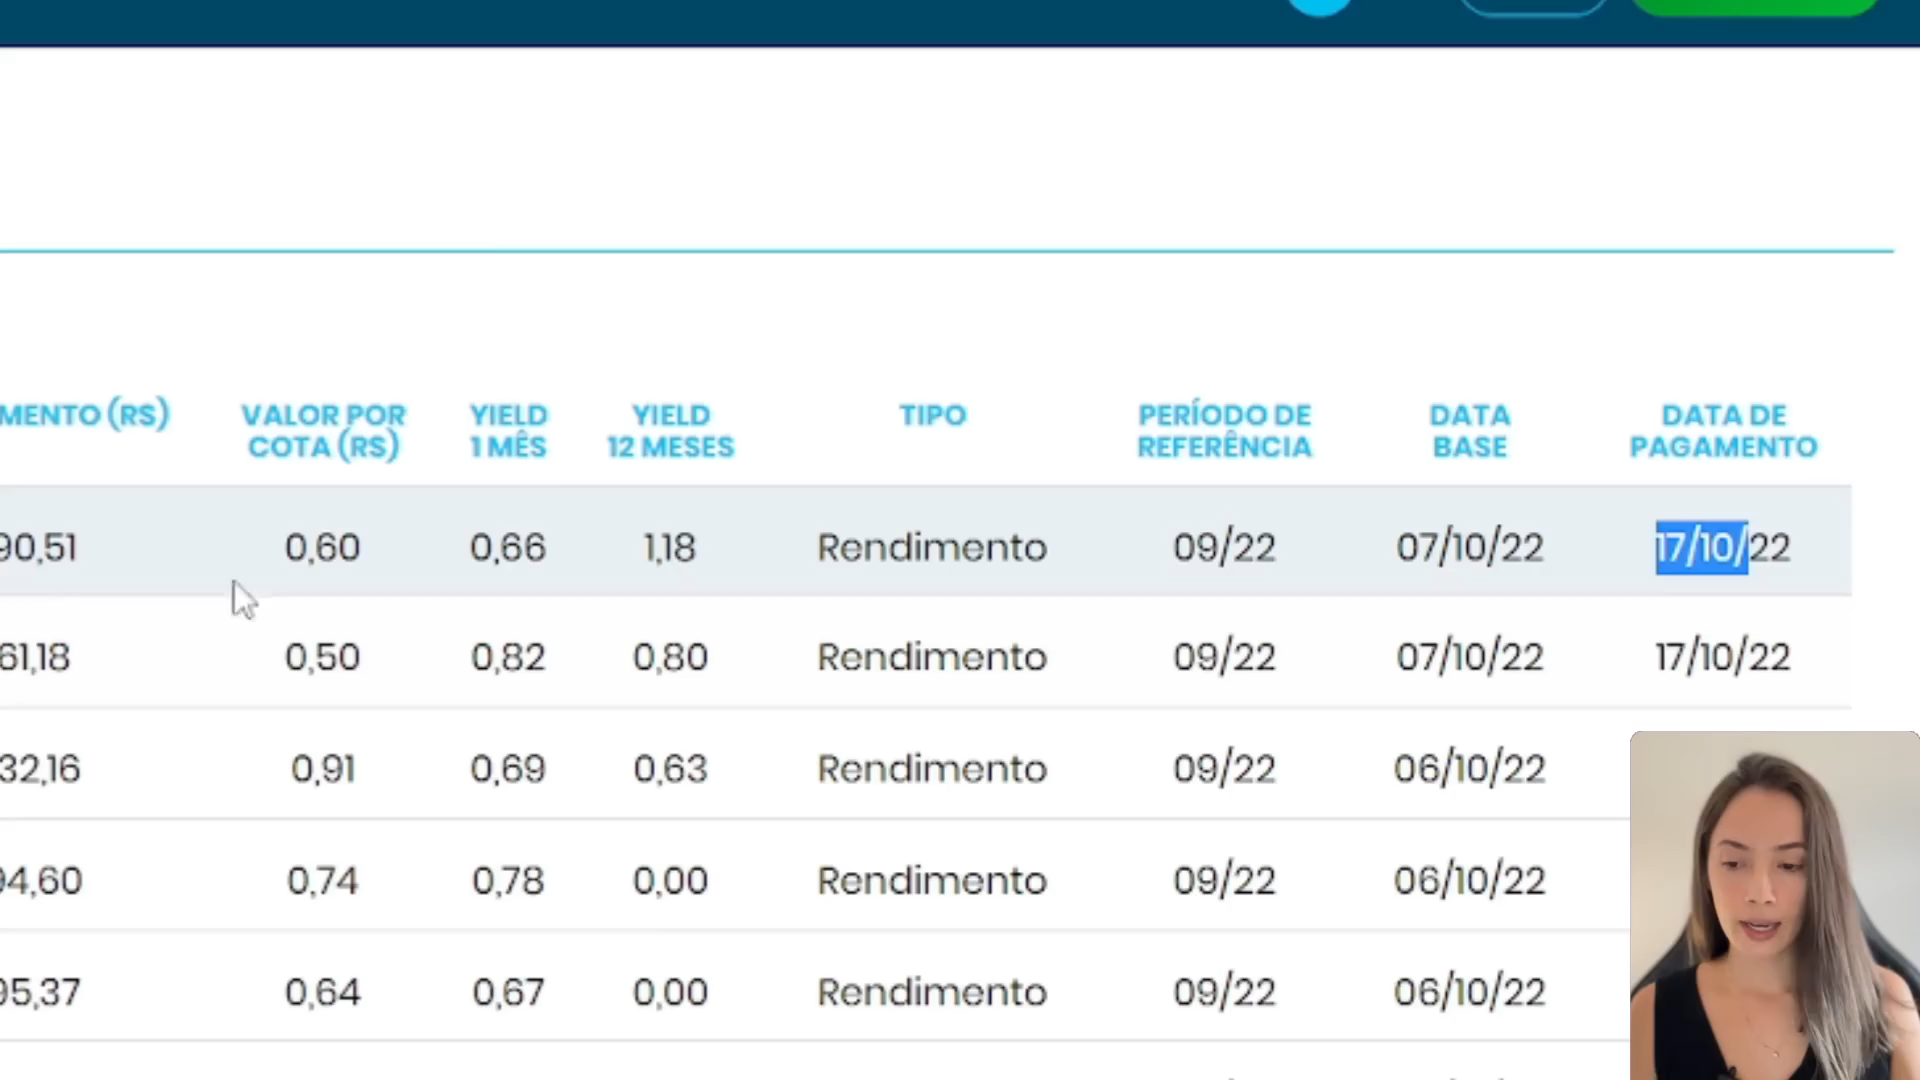 MENTO (RS) VALOR POR COTA (RS) YIELD 1 MÊS YIELD 12 MESES TIPO PERÍODO DE REFERÊNCIA DATA BASE DATA DE PAGAMENTO
90,51 0,60 0,66 1,18 Rendimento 09/22 07/10/22 17/10/22
61,18 0,50 0,82 0,80 Rendimento 09/22 07/10/22 17/10/22
32,16 0,91 0,69 0,63 Rendimento 09/22 06/10/22
94,60 0,74 0,78 0,00 Rendimento 09/22 06/10/22
95,37 0,64 0,67 0,00 Rendimento 09/22 06/10/22